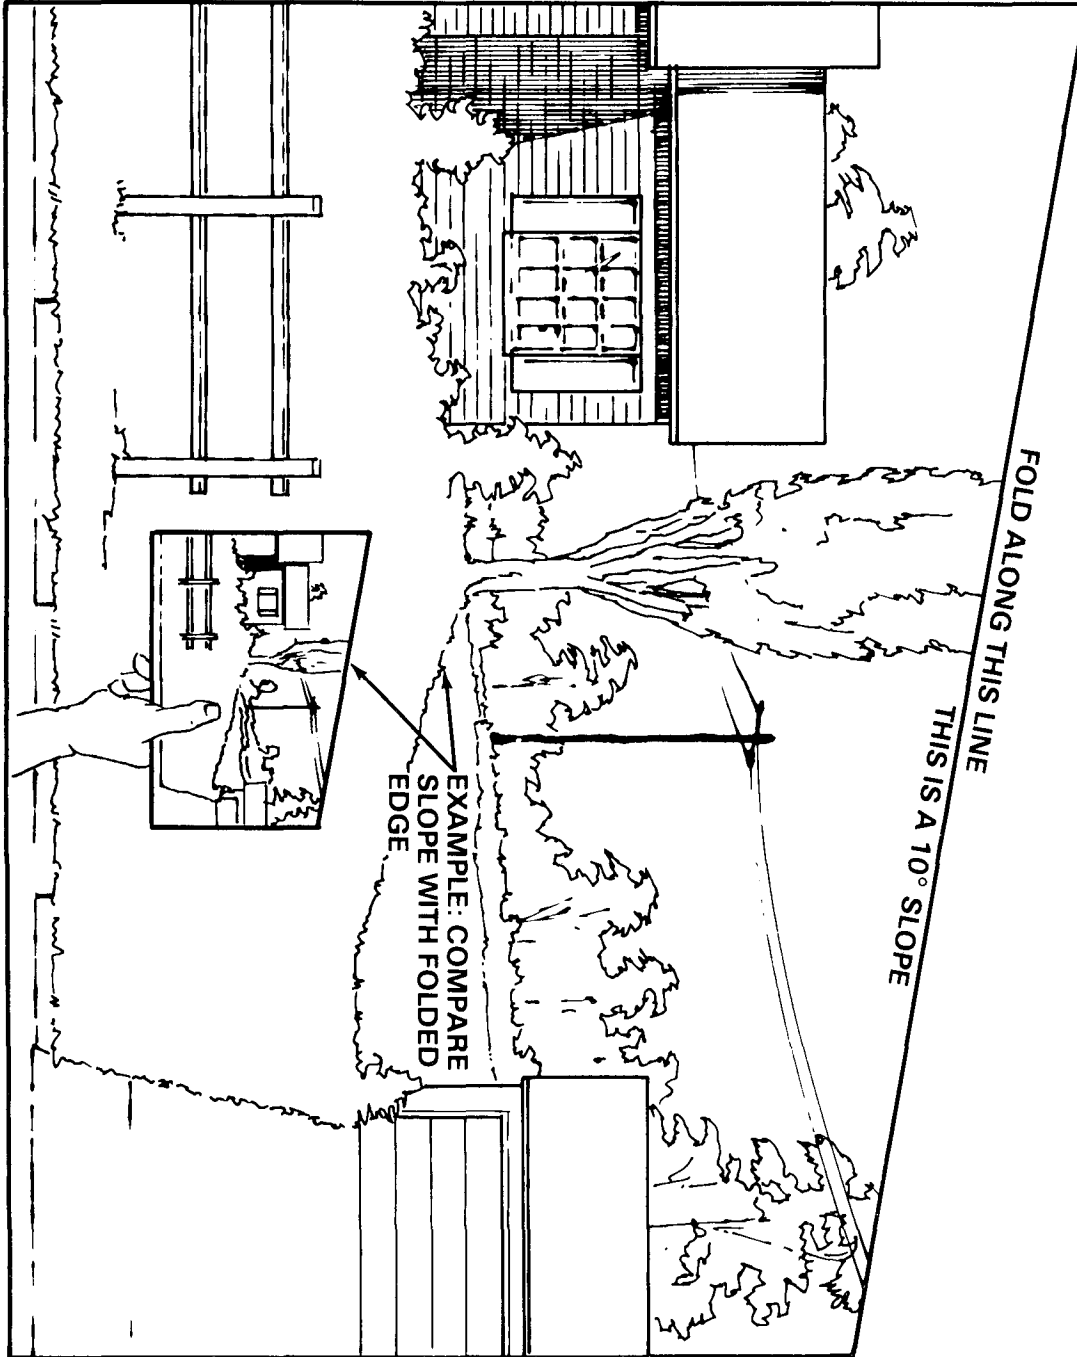 FOLD ALONG THIS LINE
THIS IS A 10° SLOPE
EXAMPLE: COMPARE
SLOPE WITH FOLDED
EDGE